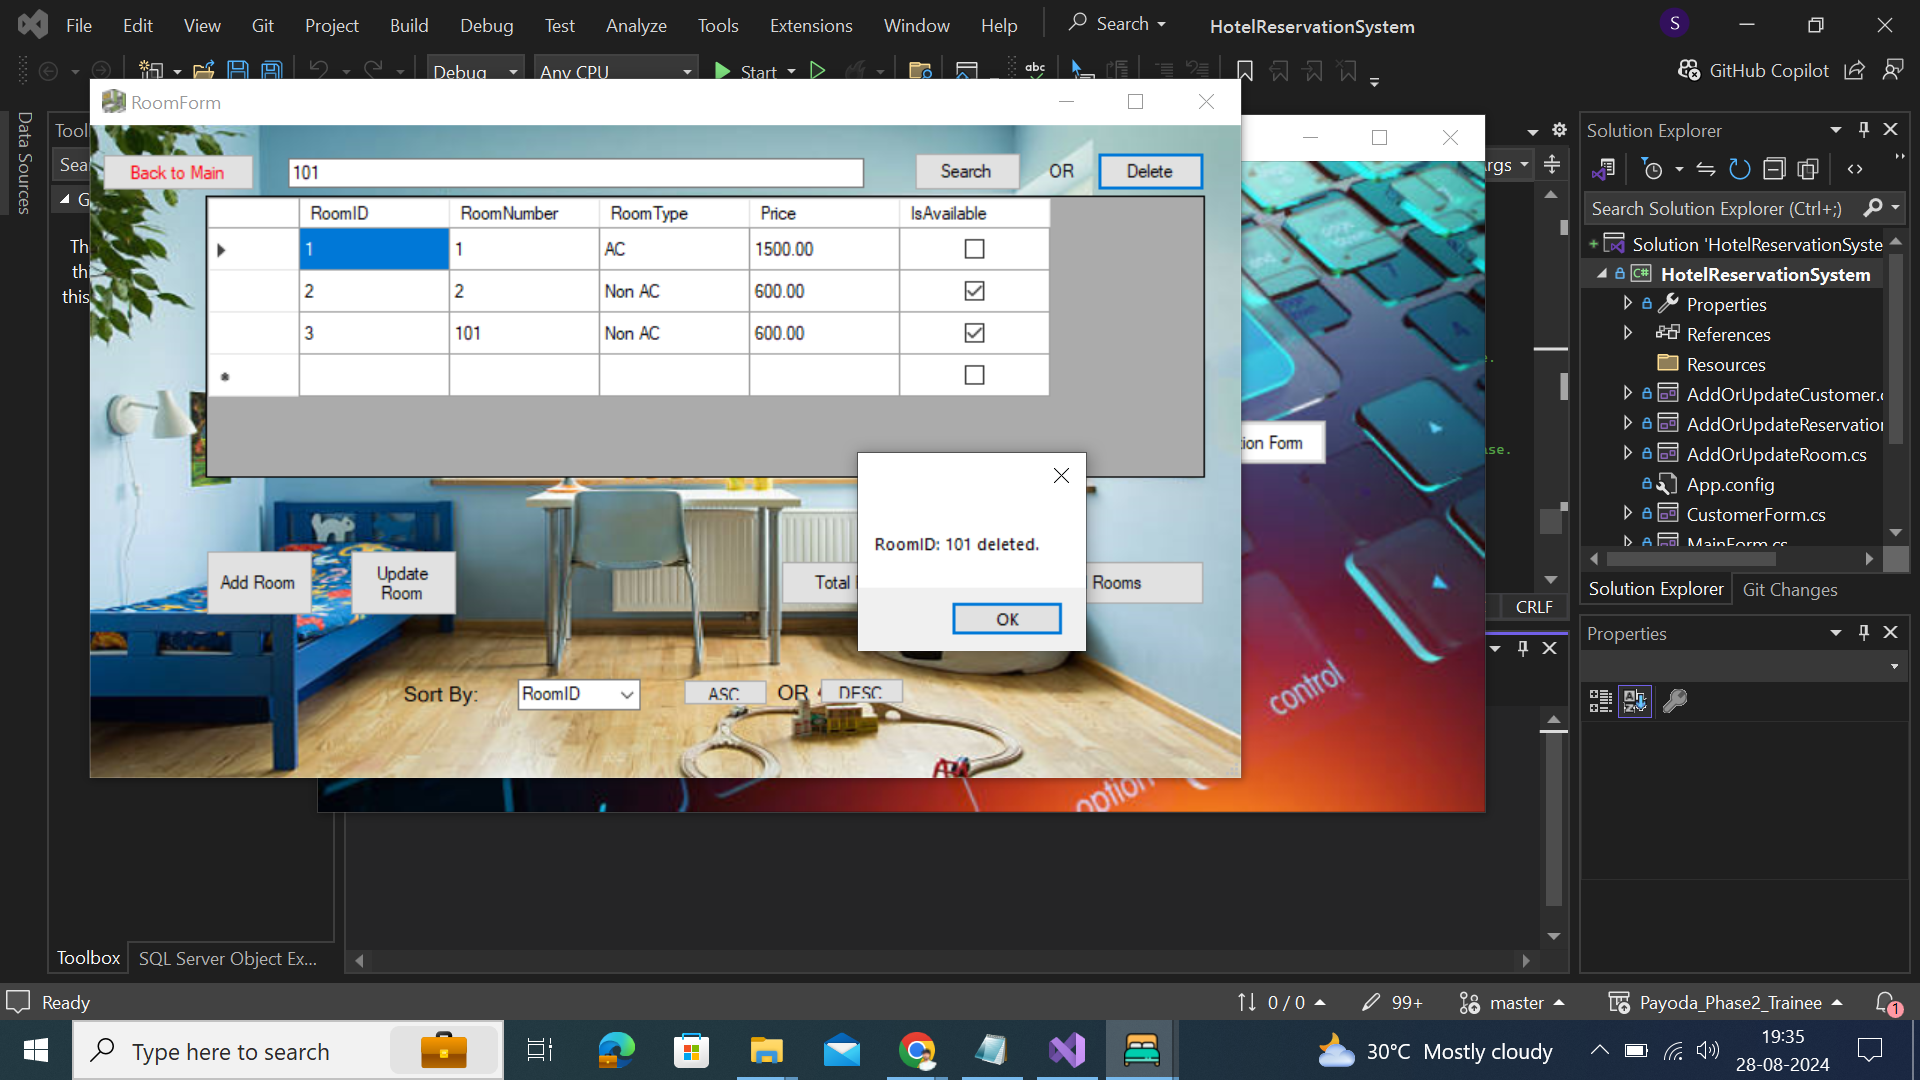 File Edit View Git Project Build Debug Test Analyze Tools Extensions Window Help Search HotelReservationSystem S
Debug Any CPU Start abc GitHub Copilot
Data Sources
Tool
Sea
G
Th
thi
this
RoomForm
Back to Main 101 Search OR Delete
RoomID RoomNumber RoomType Price IsAvailable
1 1 AC 1500.00
2 2 Non AC 600.00
3 101 Non AC 600.00
RoomID: 101 deleted.
OK
Add Room
Update
Room
Total
Rooms
Sort By: RoomID ASC OR DESC
tion Form
control
option
rgs
ase.
CRLF
Solution Explorer
Search Solution Explorer (Ctrl+;)
Solution 'HotelReservationSyste
C# HotelReservationSystem
Properties
References
Resources
AddOrUpdateCustomer.c
AddOrUpdateReservation
AddOrUpdateRoom.cs
App.config
CustomerForm.cs
MainForm.cs
Solution Explorer Git Changes
Properties
Toolbox SQL Server Object Ex...
Ready 0 / 0 99+ master Payoda_Phase2_Trainee 1
Type here to search 30°C Mostly cloudy 19:35
28-08-2024